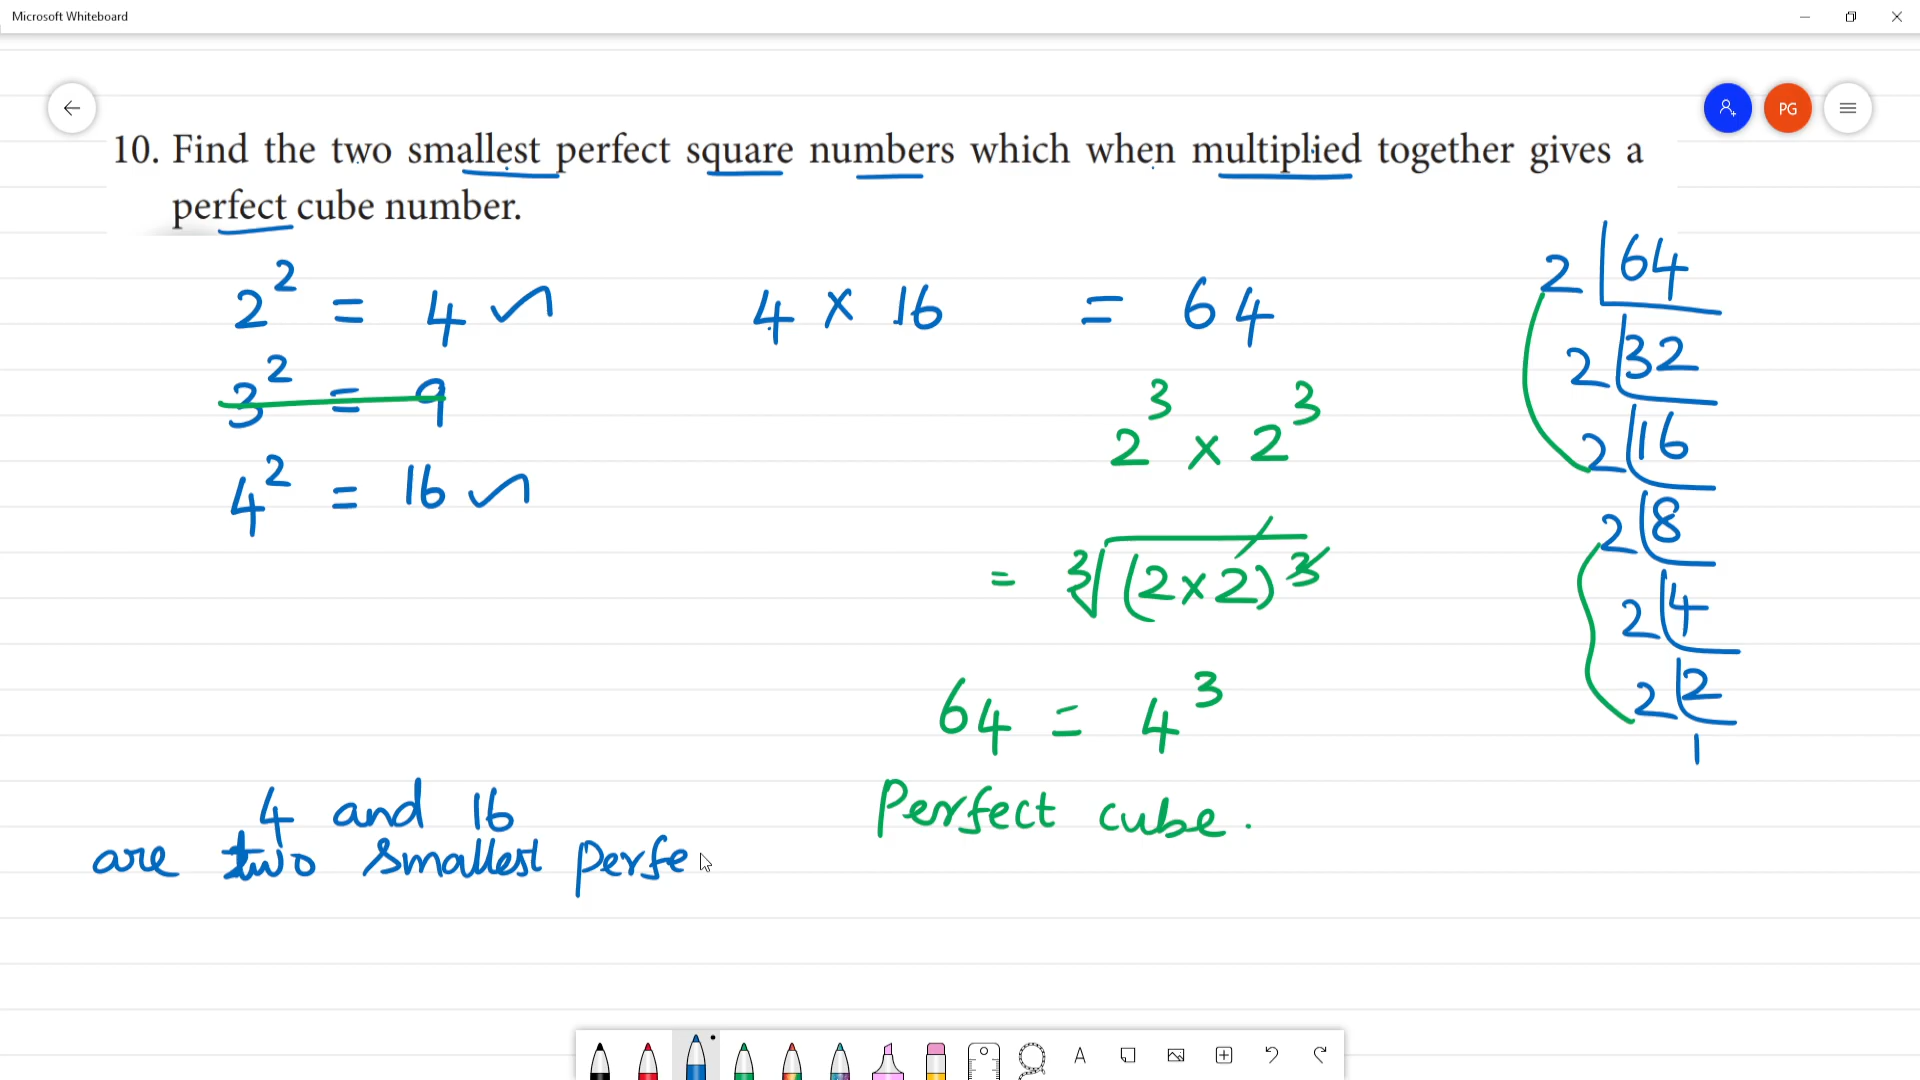 Microsoft Whiteboard
PG
10. Find the two smallest perfect square numbers which when multiplied together gives a
perfect cube number.
2² = 4
3² = 9
4² = 16
4 × 16 = 64
2³ × 2³
= ∛(2×2)³
64 = 4³
Perfect cube.
2 | 64
2 | 32
2 | 16
2 | 8
2 | 4
2 | 2
1
4 and 16
are two smallest perfe
A